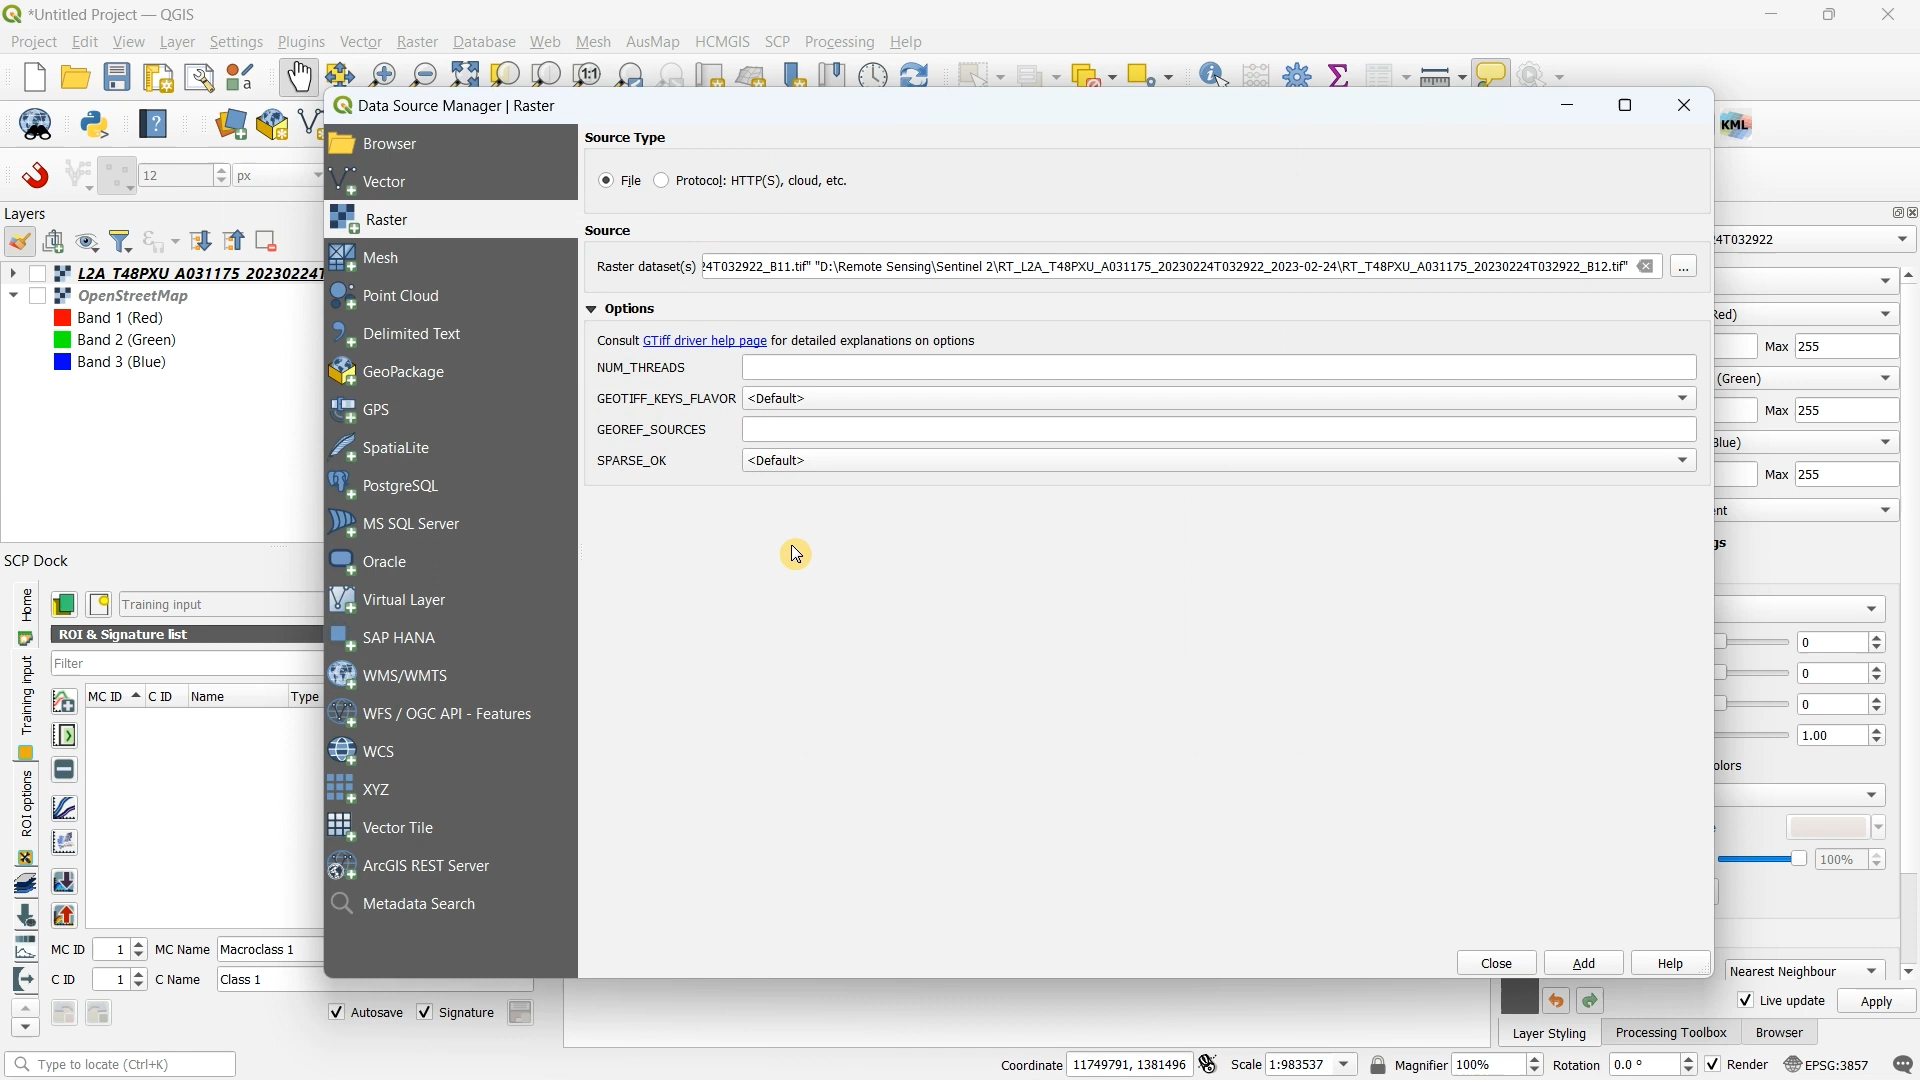 *Untitled Project — QGIS
Project Edit View Layer Settings Plugins Vector Raster Database Web Mesh AusMap HCMGIS SCP Processing Help
Data Source Manager | Raster
KML
12 px
Layers
L2A_T48PXU_A031175_20230224T
OpenStreetMap
Band 1 (Red)
Band 2 (Green)
Band 3 (Blue)
SCP Dock
Home
Training input
ROI options
Training input
ROI & Signature list
Filter
MC ID C ID Name Type
MC ID 1 MC Name Macroclass 1
C ID 1 C Name Class 1
Autosave Signature
Browser
Vector
Raster
Mesh
Point Cloud
Delimited Text
GeoPackage
GPS
SpatiaLite
PostgreSQL
MS SQL Server
Oracle
Virtual Layer
SAP HANA
WMS/WMTS
WFS / OGC API - Features
WCS
XYZ
Vector Tile
ArcGIS REST Server
Metadata Search
Source Type
File Protocol: HTTP(S), cloud, etc.
Source
Raster dataset(s) 24T032922_B11.tif" "D:\Remote Sensing\Sentinel 2\RT_L2A_T48PXU_A031175_20230224T032922_2023-02-24\RT_T48PXU_A031175_20230224T032922_B12.tif" ...
Options
Consult GTiff driver help page for detailed explanations on options
NUM_THREADS
GEOTIFF_KEYS_FLAVOR <Default>
GEOREF_SOURCES
SPARSE_OK <Default>
Close Add Help
4T032922
Red)
Max 255
(Green)
Max 255
Blue)
Max 255
ent
gs
0
0
0
1.00
olors
100%
Nearest Neighbour
Live update Apply
Layer Styling Processing Toolbox Browser
Type to locate (Ctrl+K) Coordinate 11749791, 1381496 Scale 1:983537 Magnifier 100% Rotation 0.0 ° Render EPSG:3857